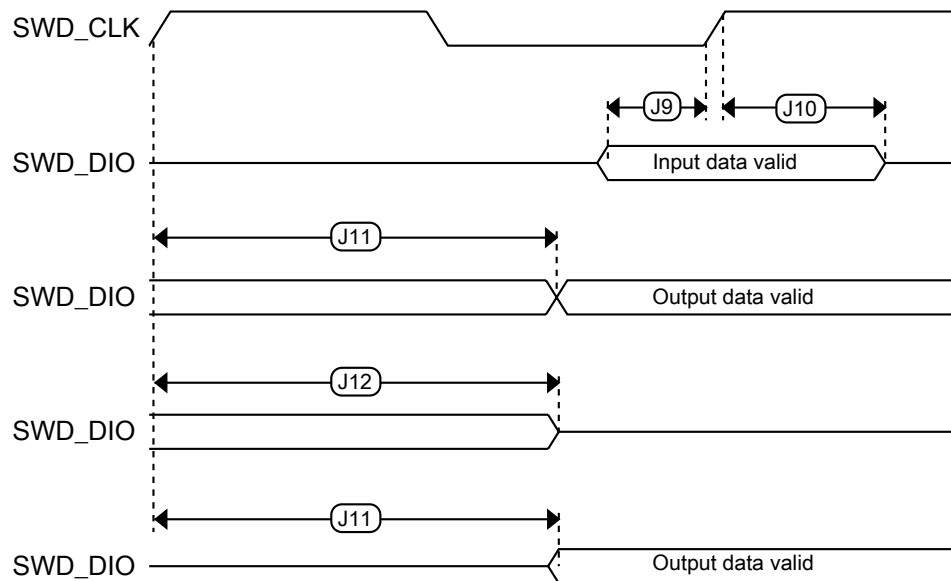 SWD_CLK
J9
J10
SWD_DIO
Input data valid
J11
SWD_DIO
Output data valid
J12
SWD_DIO
J11
SWD_DIO
Output data valid